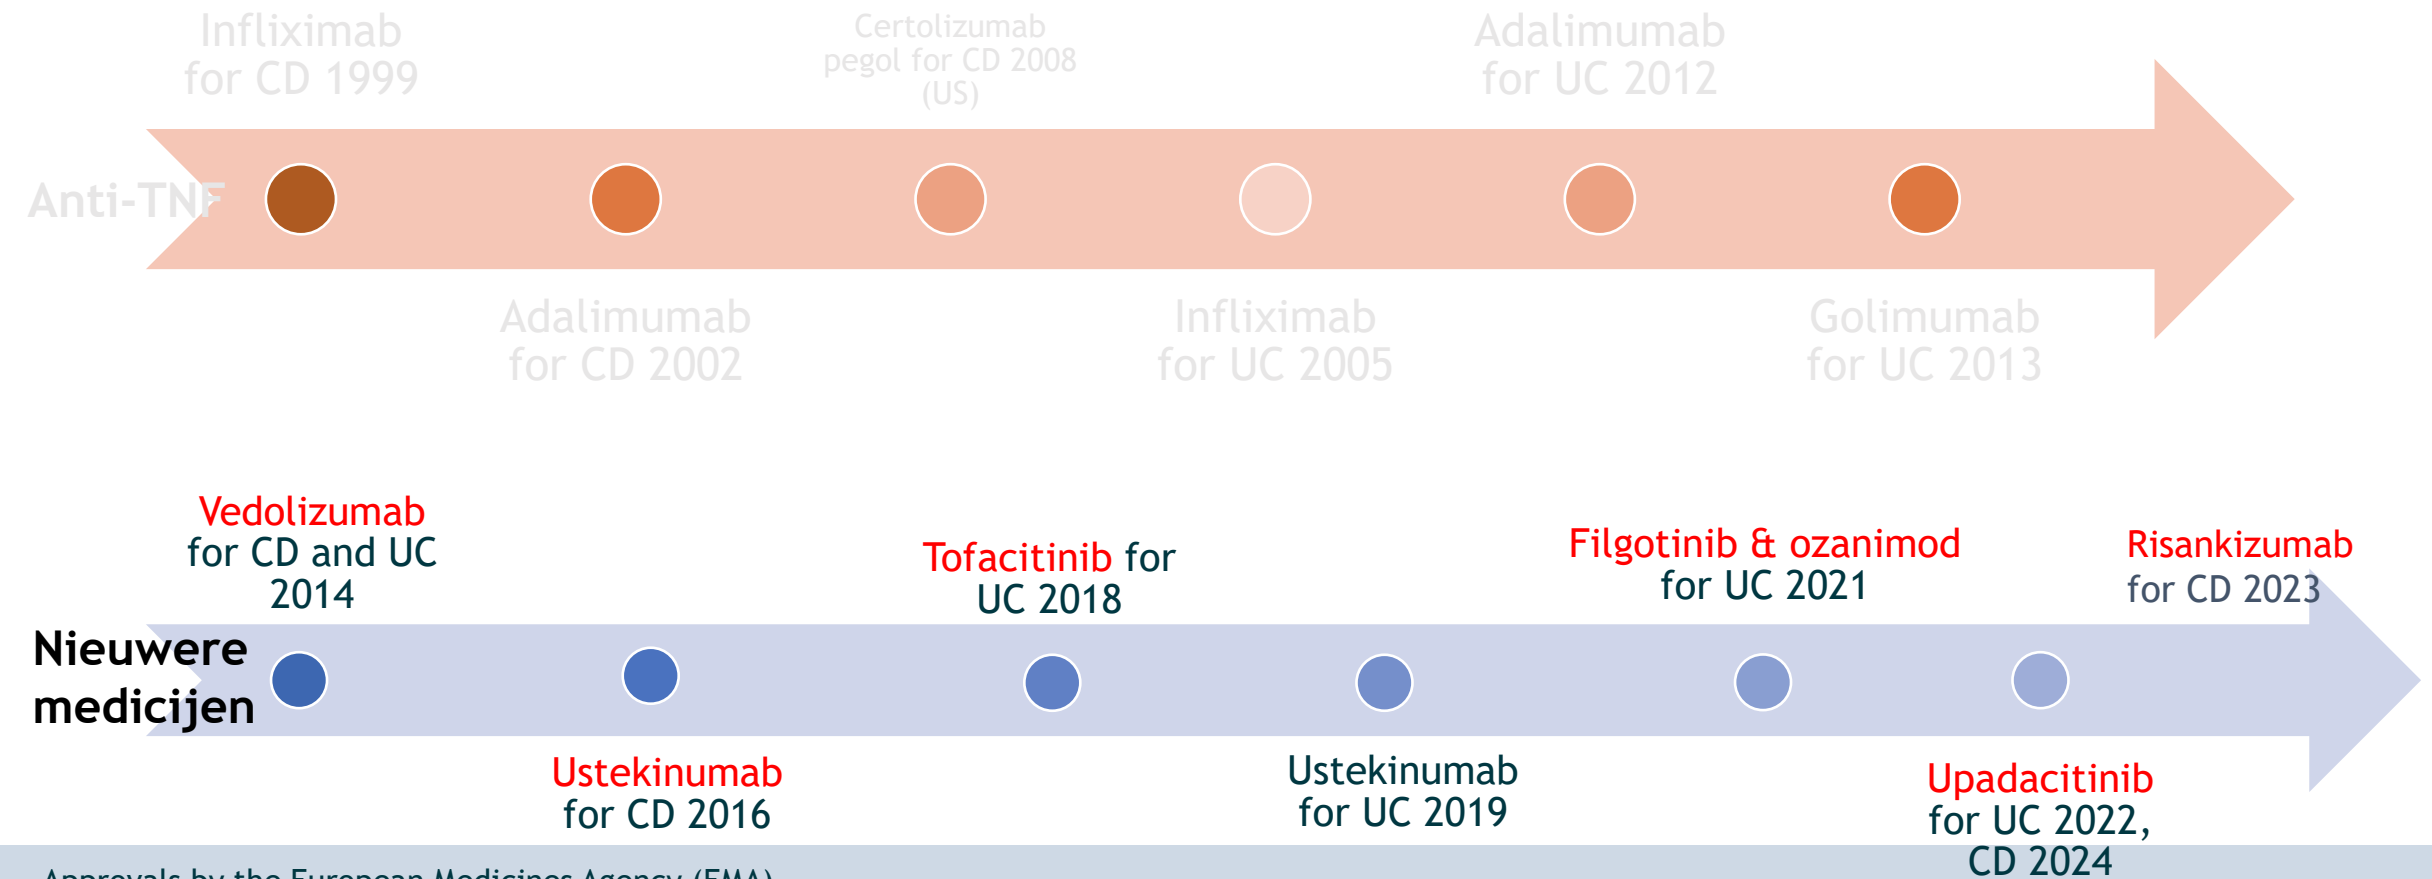 Infliximab
for CD 1999
Certolizumab
pegol for CD 2008
(US)
Adalimumab
for UC 2012
Anti-TNF
Adalimumab
for CD 2002
Infliximab
for UC 2005
Golimumab
for UC 2013
Vedolizumab
for CD and UC
2014
Tofacitinib for
UC 2018
Filgotinib & ozanimod
for UC 2021
Risankizumab
for CD 2023
Nieuwere
medicijen
Ustekinumab
for CD 2016
Ustekinumab
for UC 2019
Upadacitinib
for UC 2022,
CD 2024
Approvals by the European Medicines Agency (EMA)